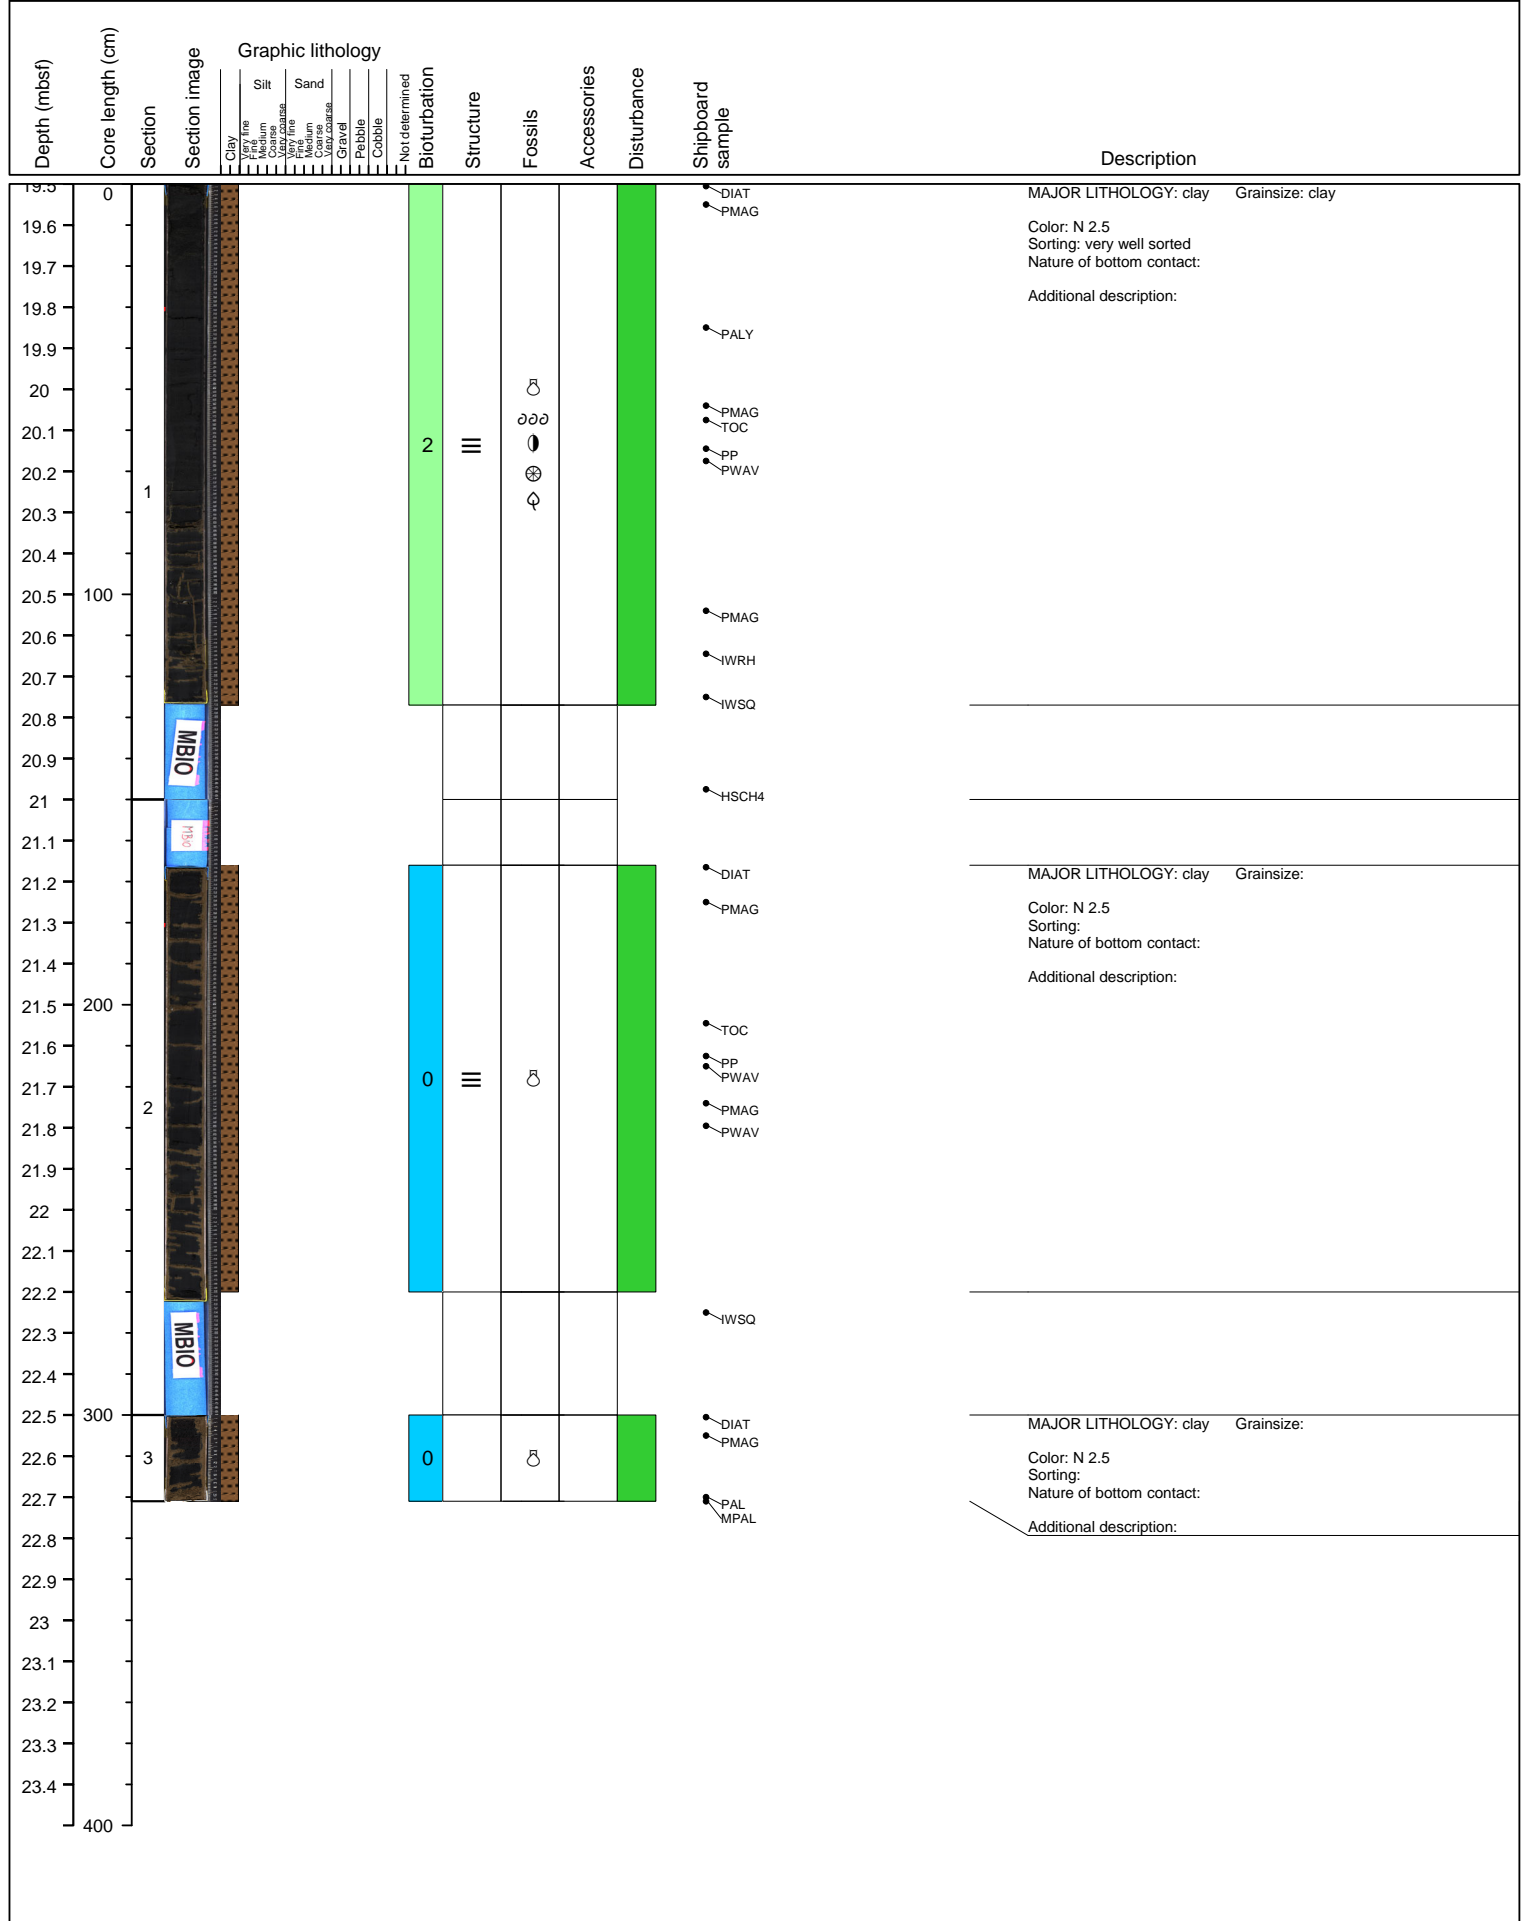 Depth (mbsf)
Core length (cm)
Section
Section image
Graphic lithology
Clay
Silt
Very fine
Fine
Medium
Coarse
Very coarse
Sand
Very fine
Fine
Medium
Coarse
Very coarse
Gravel
Pebble
Cobble
Not determined
Bioturbation
Structure
Fossils
Accessories
Disturbance
Shipboard
sample
Description
19.5
19.6
19.7
19.8
19.9
20
20.1
20.2
20.3
20.4
20.5
20.6
20.7
20.8
20.9
21
21.1
21.2
21.3
21.4
21.5
21.6
21.7
21.8
21.9
22
22.1
22.2
22.3
22.4
22.5
22.6
22.7
22.8
22.9
23
23.1
23.2
23.3
23.4
0
100
200
300
400
1
2
3
MBIO
MBIO
MBIO
2
0
0
DIAT
PMAG
PALY
PMAG
TOC
PP
PWAV
PMAG
IWRH
IWSQ
HSCH4
DIAT
PMAG
TOC
PP
PWAV
PMAG
PWAV
IWSQ
DIAT
PMAG
PAL
MPAL
MAJOR LITHOLOGY: clay Grainsize: clay
Color: N 2.5
Sorting: very well sorted
Nature of bottom contact:
Additional description:
MAJOR LITHOLOGY: clay Grainsize:
Color: N 2.5
Sorting:
Nature of bottom contact:
Additional description:
MAJOR LITHOLOGY: clay Grainsize:
Color: N 2.5
Sorting:
Nature of bottom contact:
Additional description: